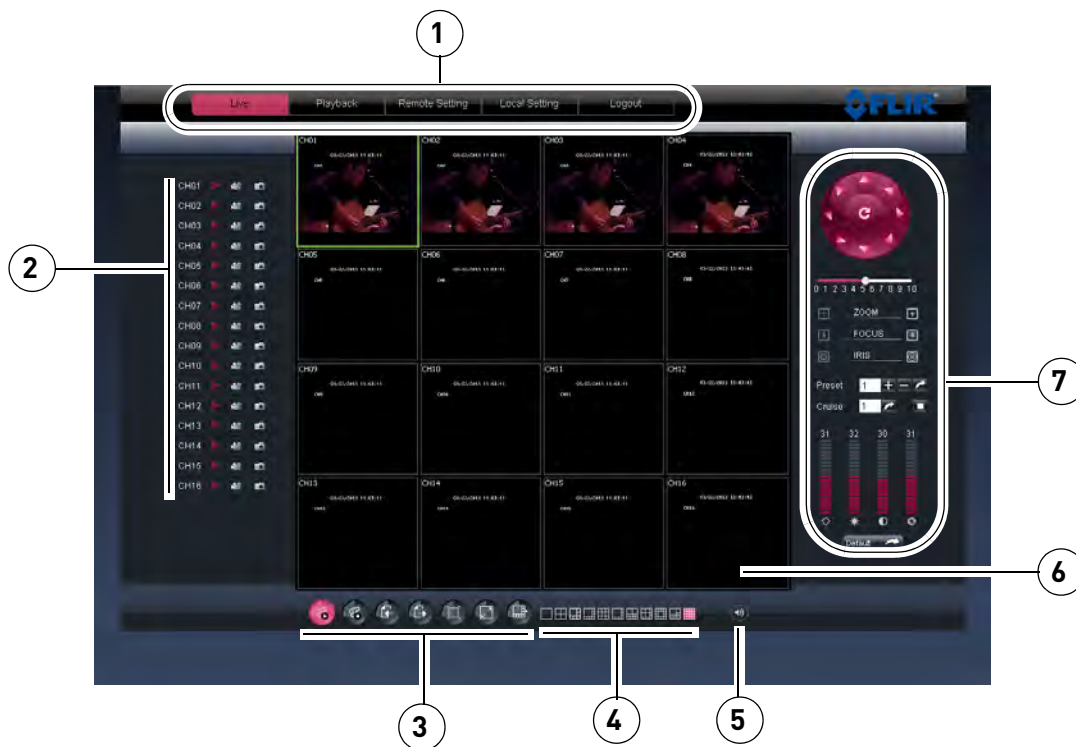 1
Live Playback Remote Setting Local Setting Logout
FLIR
CH01 CH02 CH03 CH04
CH05 CH06 CH07 CH08
CH09 CH10 CH11 CH12
CH13 CH14 CH15 CH16
2
CH01
CH02
CH03
CH04
CH05
CH06
CH07
CH08
CH09
CH10
CH11
CH12
CH13
CH14
CH15
CH16
0 1 2 3 4 5 6 7 8 9 10
ZOOM
FOCUS
IRIS
Preset 1
Cruise 1
31 32 30 31
Default
7
6
3
4
5